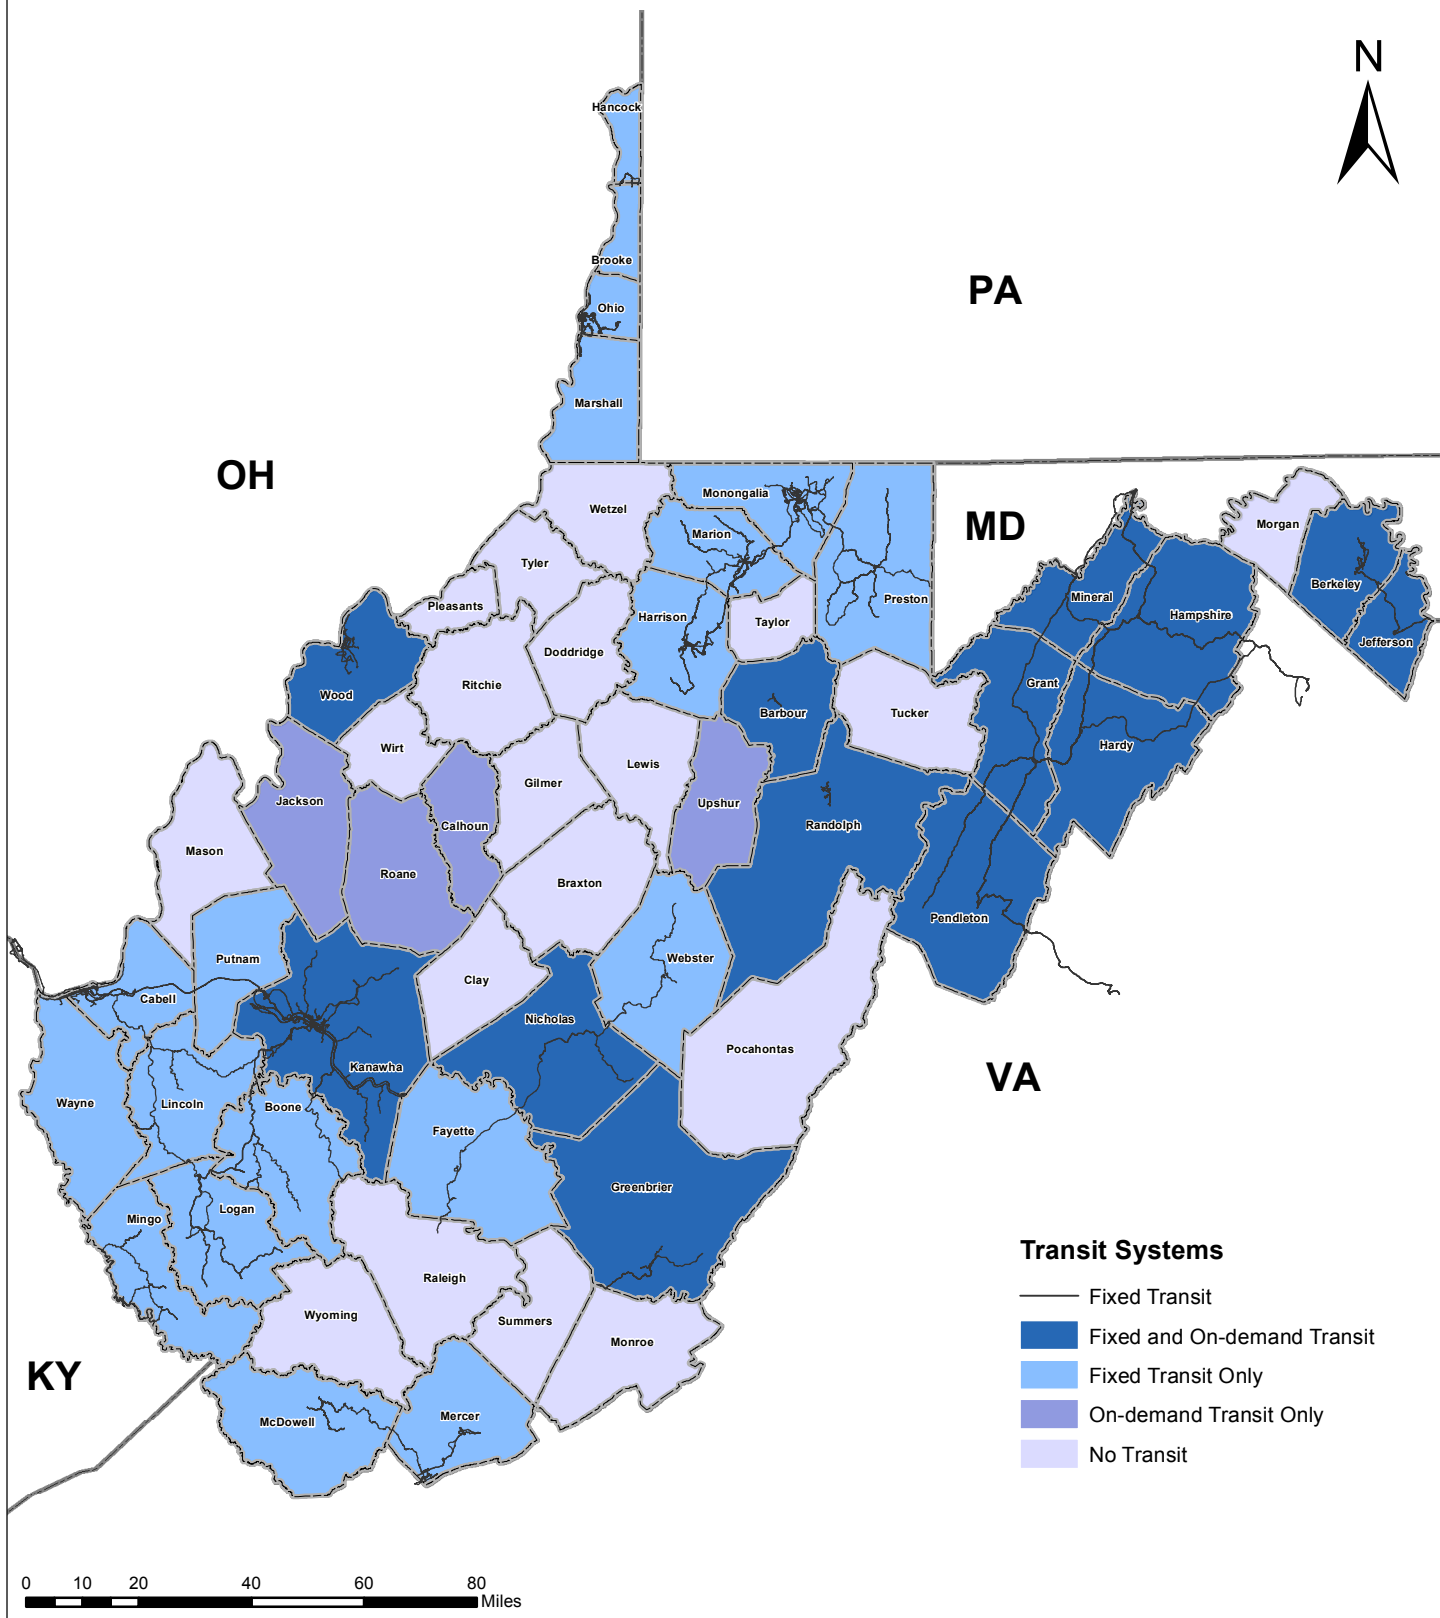 N
Hancock
Brooke
PA
Ohio
Marshall
OH
Monongalia
Wetzel
MD
Morgan
Marion
Tyler
Berkeley
Mineral
Preston
Pleasants
Hampshire
Harrison
Taylor
Jefferson
Doddridge
Ritchie
Grant
Wood
Barbour
Tucker
Hardy
Wirt
Lewis
Gilmer
Jackson
Upshur
Calhoun
Randolph
Mason
Roane
Braxton
Pendleton
Putnam
Webster
Clay
Cabell
Nicholas
Pocahontas
Kanawha
VA
Wayne
Lincoln
Boone
Fayette
Greenbrier
Logan
Mingo
Raleigh
Wyoming
Summers
Monroe
KY
McDowell
Mercer
Transit Systems
Fixed Transit
Fixed and On-demand Transit
Fixed Transit Only
On-demand Transit Only
No Transit
0 10 20 40 60 80
Miles